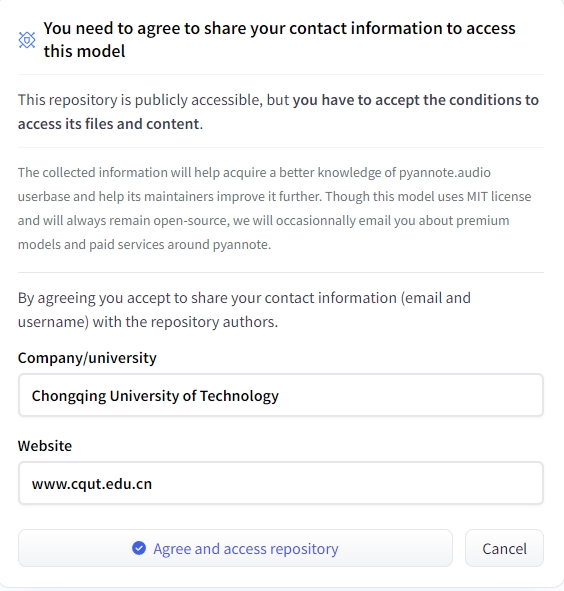 You need to agree to share your contact information to access
this model
This repository is publicly accessible, but you have to accept the conditions to
access its files and content.
The collected information will help acquire a better knowledge of pyannote.audio
userbase and help its maintainers improve it further. Though this model uses MIT license
and will always remain open-source, we will occasionnally email you about premium
models and paid services around pyannote.
By agreeing you accept to share your contact information (email and
username) with the repository authors.
Company/university
Chongqing University of Technology
Website
www.cqut.edu.cn
Agree and access repository
Cancel